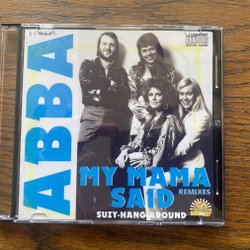 ABBA
MY MAMA
SAID
REMIXES
SUZY-HANG AROUND